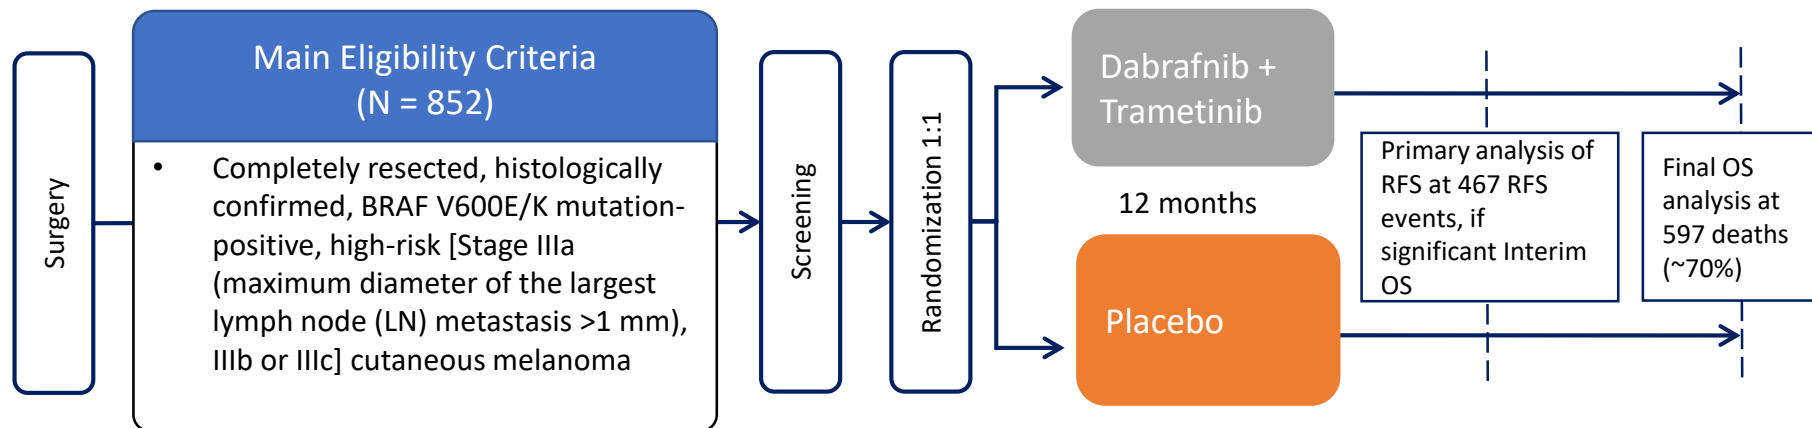 Surgery
Main Eligibility Criteria
(N = 852)
• Completely resected, histologically
confirmed, BRAF V600E/K mutation-
positive, high-risk [Stage IIIa
(maximum diameter of the largest
lymph node (LN) metastasis >1 mm),
IIIb or IIIc] cutaneous melanoma
Screening
Randomization 1:1
Dabrafnib +
Trametinib
12 months
Placebo
Primary analysis of
RFS at 467 RFS
events, if
significant Interim
OS
Final OS
analysis at
597 deaths
(~70%)